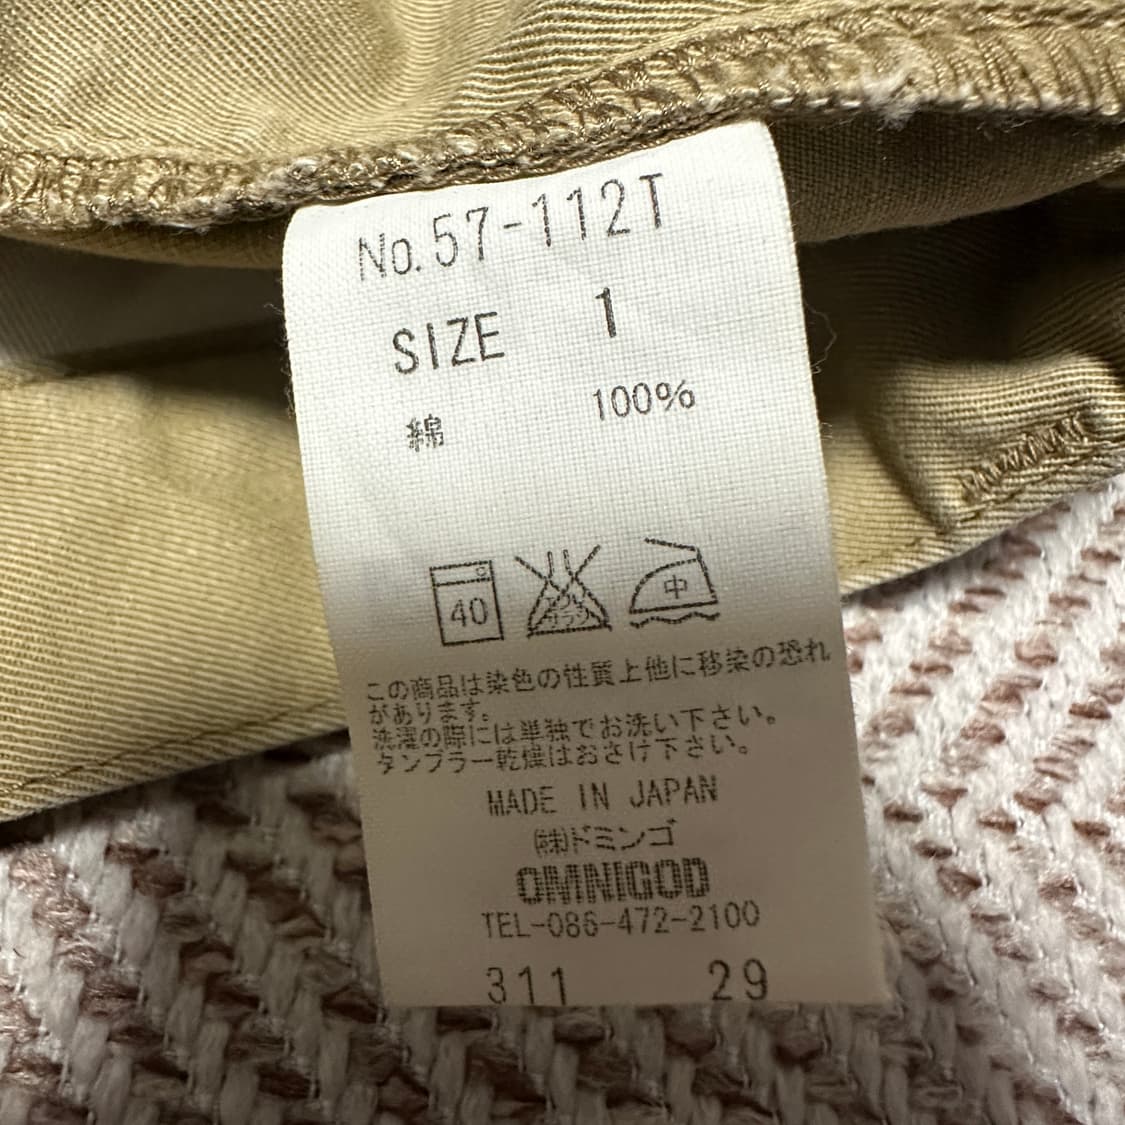 No.57-112T
SIZE 1
綿 100%
40 中
この商品は染色の性質上他に移染の恐れ
があります。
洗濯の際には単独でお洗い下さい。
タンブラー乾燥はおさけ下さい。
MADE IN JAPAN
㈱ドミンゴ
OMNIGOD
TEL-086-472-2100
311 29